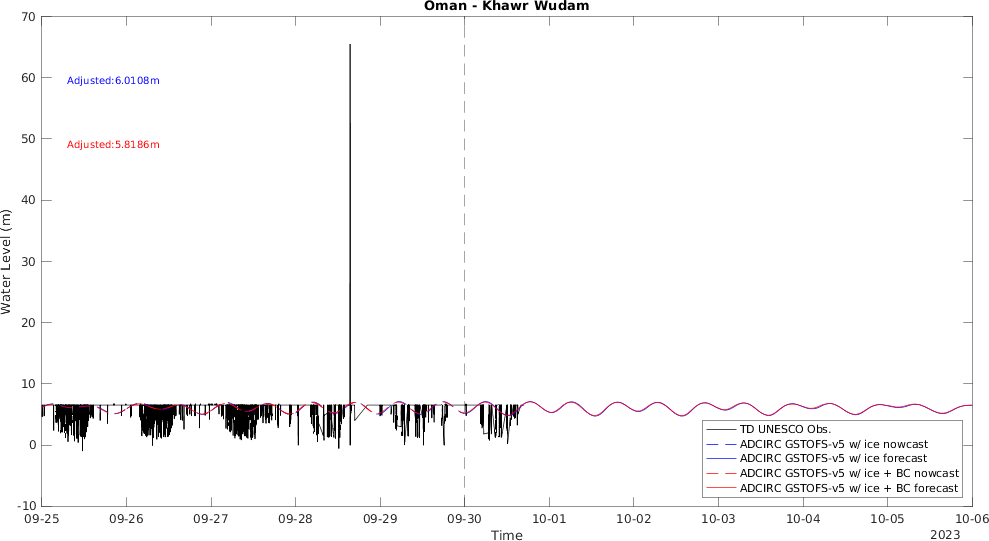 Oman - Khawr Wudam
70
60
50
40
30
20
10
0
-10
Water Level (m)
Adjusted:6.0108m
Adjusted:5.8186m
TD UNESCO Obs.
ADCIRC GSTOFS-v5 w/ ice nowcast
ADCIRC GSTOFS-v5 w/ ice forecast
ADCIRC GSTOFS-v5 w/ ice + BC nowcast
ADCIRC GSTOFS-v5 w/ ice + BC forecast
09-25 09-26 09-27 09-28 09-29 09-30 10-01 10-02 10-03 10-04 10-05 10-06
Time
2023